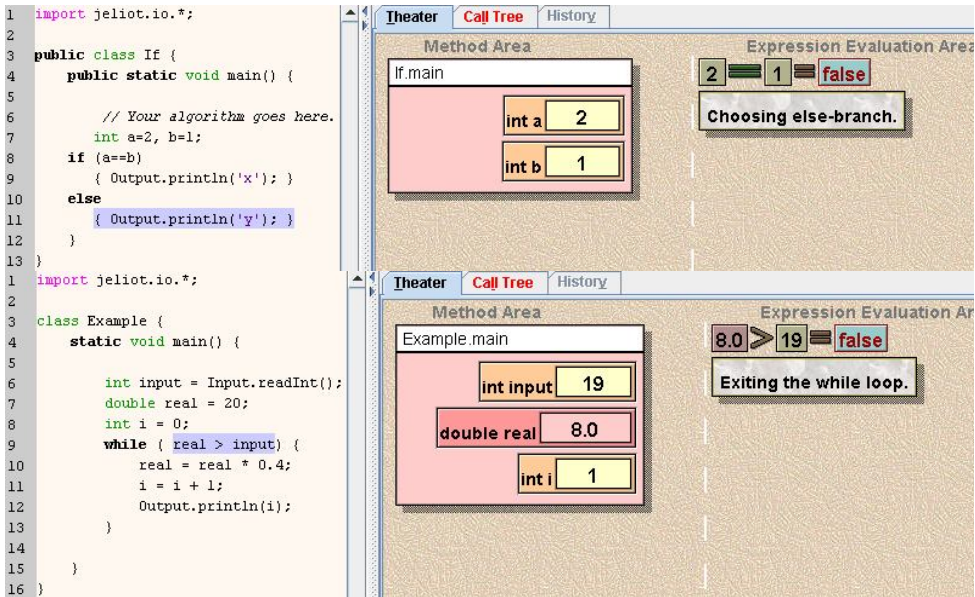 1 import jeliot.io.*;
2
3 public class If {
4 public static void main() {
5
6 // Your algorithm goes here.
7 int a=2, b=1;
8 if (a==b)
9 { Output.println('x'); }
10 else
11 { Output.println('y'); }
12 }
13 }
Theater Call Tree History
Method Area
Expression Evaluation Area
If.main
int a 2
int b 1
2 == 1 = false
Choosing else-branch.
1 import jeliot.io.*;
2
3 class Example {
4 static void main() {
5
6 int input = Input.readInt();
7 double real = 20;
8 int i = 0;
9 while ( real > input) {
10 real = real * 0.4;
11 i = i + 1;
12 Output.println(i);
13 }
14
15 }
16 }
Theater Call Tree History
Method Area
Expression Evaluation Ar
Example.main
int input 19
double real 8.0
int i 1
8.0 > 19 = false
Exiting the while loop.